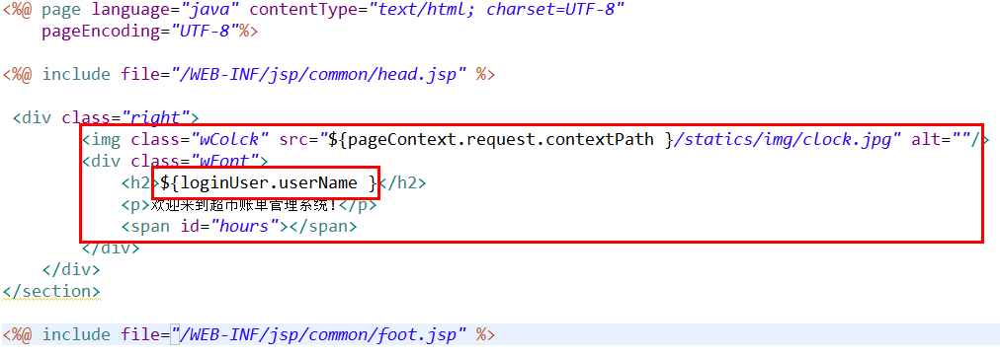 <%@ page language="java" contentType="text/html; charset=UTF-8"
pageEncoding="UTF-8"%>
<%@ include file="/WEB-INF/jsp/common/head.jsp" %>
<div class="right">
<img class="wColck" src="${pageContext.request.contextPath }/statics/img/clock.jpg" alt=""/>
<div class="wFont">
<h2>${loginUser.userName }</h2>
<p>欢迎来到超市账单管理系统!</p>
<span id="hours"></span>
</div>
</div>
</section>
<%@ include file="/WEB-INF/jsp/common/foot.jsp" %>